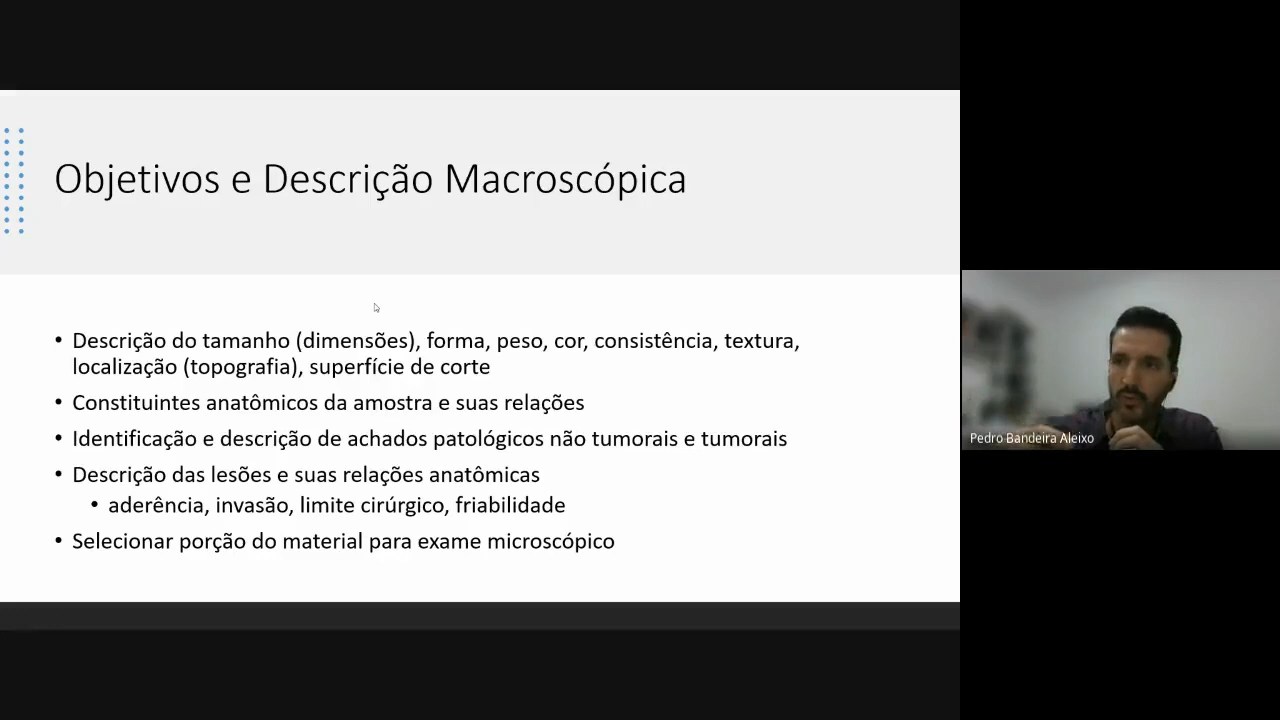 Objetivos e Descrição Macroscópica
• Descrição do tamanho (dimensões), forma, peso, cor, consistência, textura,
localização (topografia), superfície de corte
• Constituintes anatômicos da amostra e suas relações
• Identificação e descrição de achados patológicos não tumorais e tumorais
• Descrição das lesões e suas relações anatômicas
• aderência, invasão, limite cirúrgico, friabilidade
• Selecionar porção do material para exame microscópico
Pedro Bandeira Aleixo